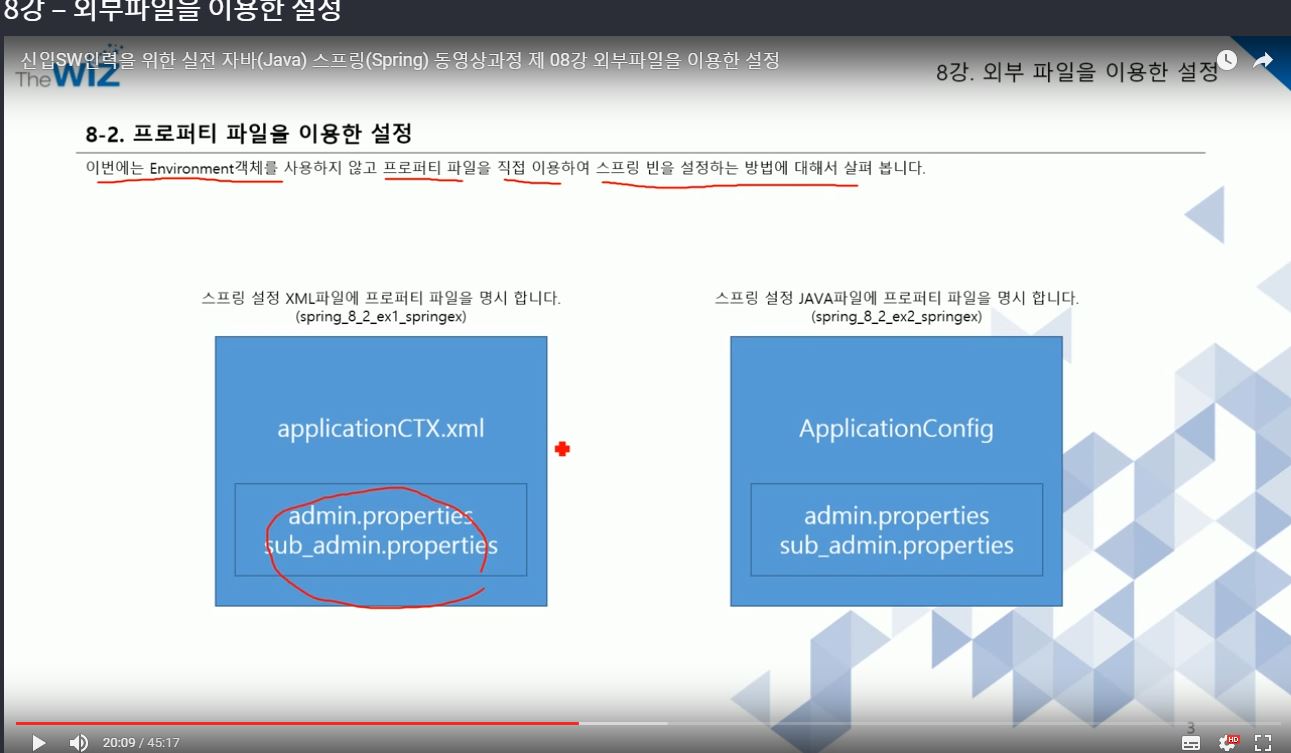 8강 – 외부파일을 이용한 설정
신입SW인력을 위한 실전 자바(Java) 스프링(Spring) 동영상과정 제 08강 외부파일을 이용한 설정
The WIZ
8강. 외부 파일을 이용한 설정
8-2. 프로퍼티 파일을 이용한 설정
이번에는 Environment객체를 사용하지 않고 프로퍼티 파일을 직접 이용하여 스프링 빈을 설정하는 방법에 대해서 살펴 봅니다.
스프링 설정 XML파일에 프로퍼티 파일을 명시 합니다.
(spring_8_2_ex1_springex)
applicationCTX.xml
admin.properties
sub_admin.properties
스프링 설정 JAVA파일에 프로퍼티 파일을 명시 합니다.
(spring_8_2_ex2_springex)
ApplicationConfig
admin.properties
sub_admin.properties
3
20:09 / 45:17
HD